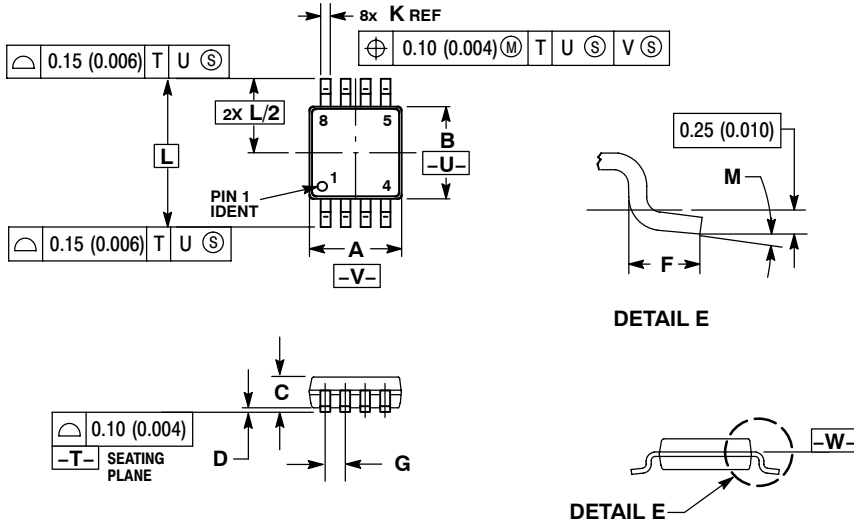 8x K REF
⌖ 0.10 (0.004) Ⓜ T U Ⓢ V Ⓢ
⌓ 0.15 (0.006) T U Ⓢ
2X L/2
8 5
B
–U–
L
PIN 1 IDENT
1 4
⌓ 0.15 (0.006) T U Ⓢ
A
–V–
0.25 (0.010)
M
F
DETAIL E
C
⌓ 0.10 (0.004)
–T– SEATING PLANE
D
G
–W–
DETAIL E